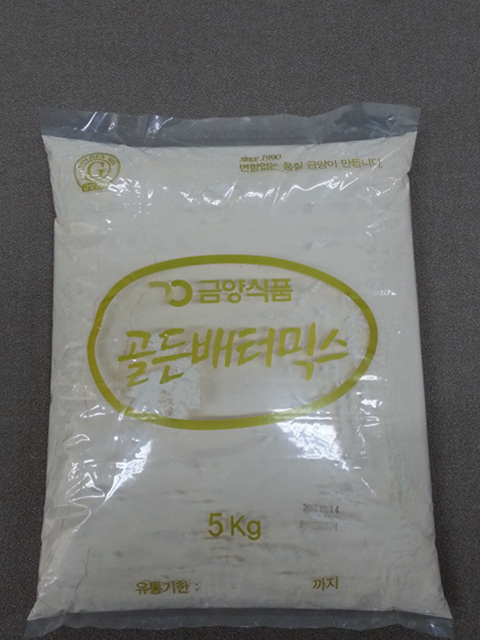 Since 1990
변함없는 품질 금양이 만듭니다.
G
금양식품
골든배터믹스
5Kg
유통기한 : 까지